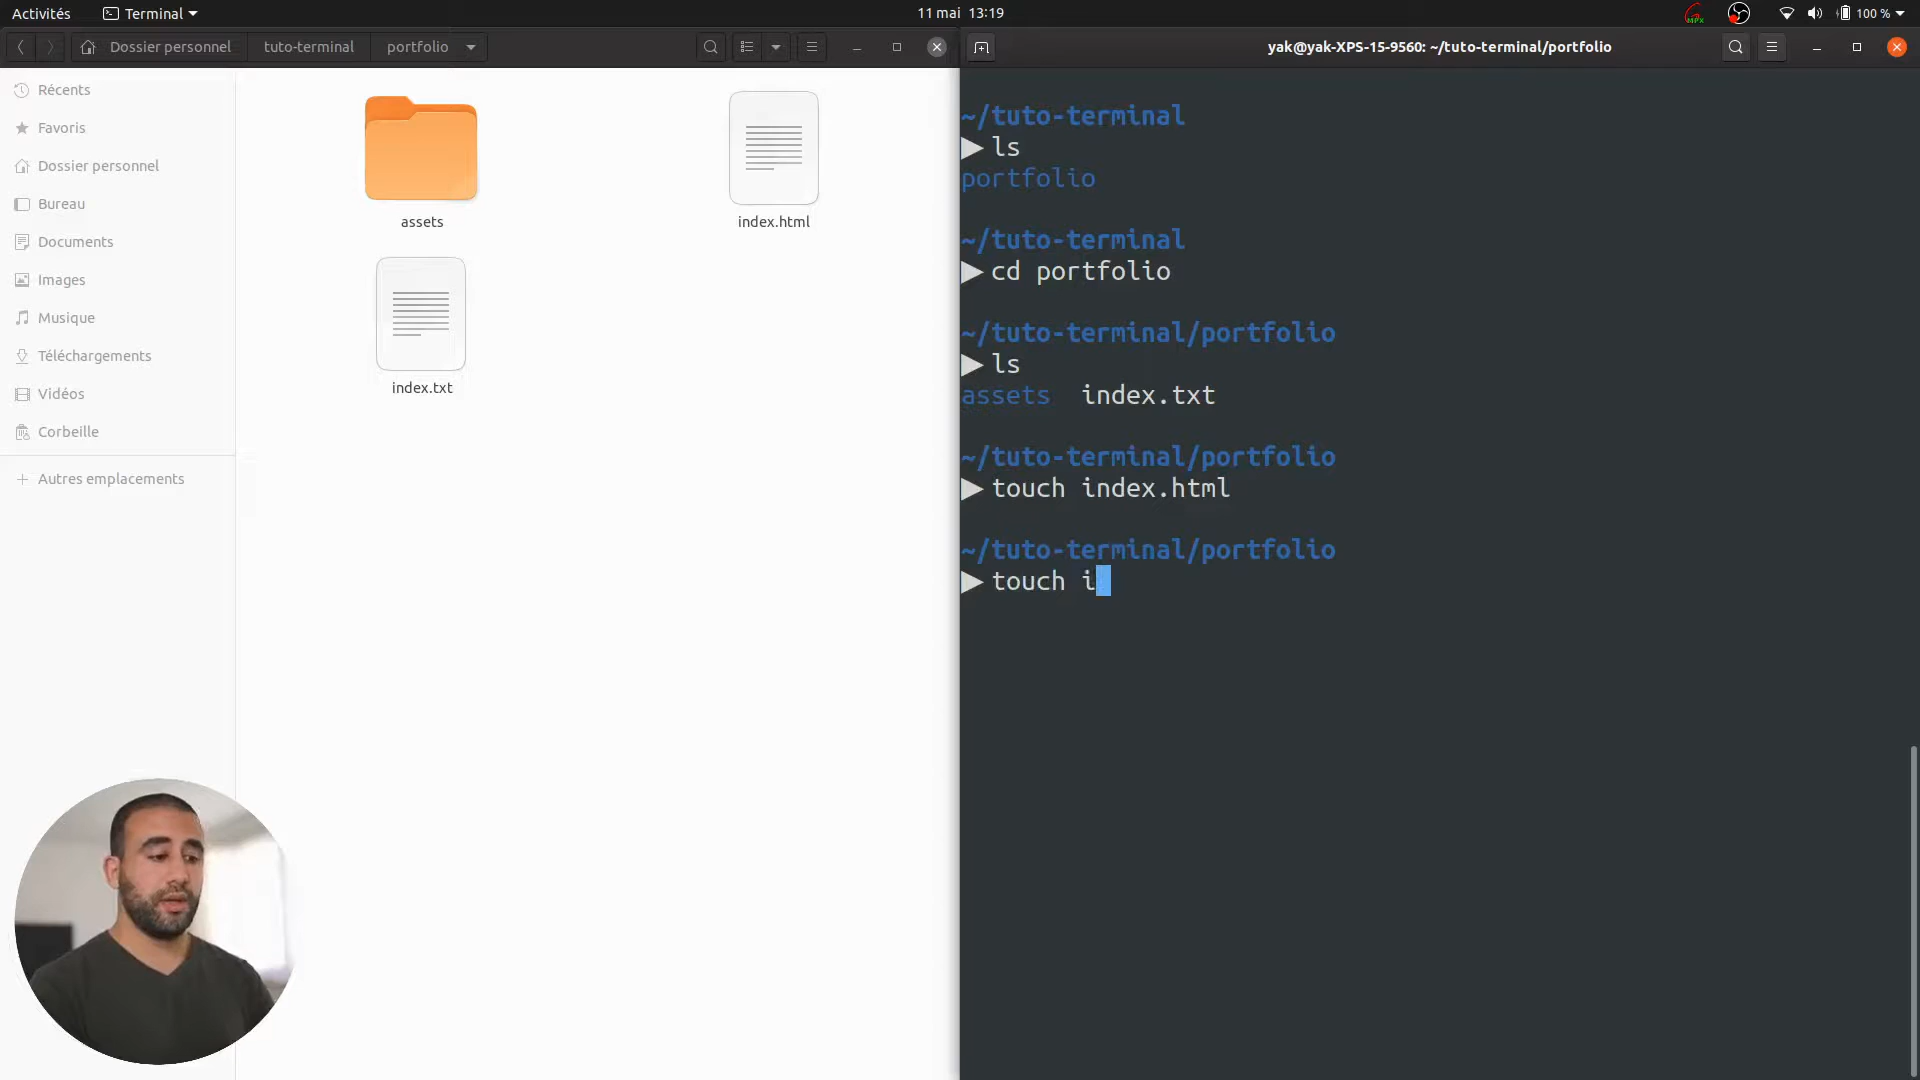 Activités
Terminal
11 mai 13:19
100 %
Dossier personnel
tuto-terminal
portfolio
yak@yak-XPS-15-9560: ~/tuto-terminal/portfolio
Récents
Favoris
Dossier personnel
Bureau
Documents
Images
Musique
Téléchargements
Vidéos
Corbeille
Autres emplacements
assets
index.html
index.txt
~/tuto-terminal
ls
portfolio
~/tuto-terminal
cd portfolio
~/tuto-terminal/portfolio
ls
assets index.txt
~/tuto-terminal/portfolio
touch index.html
~/tuto-terminal/portfolio
touch i